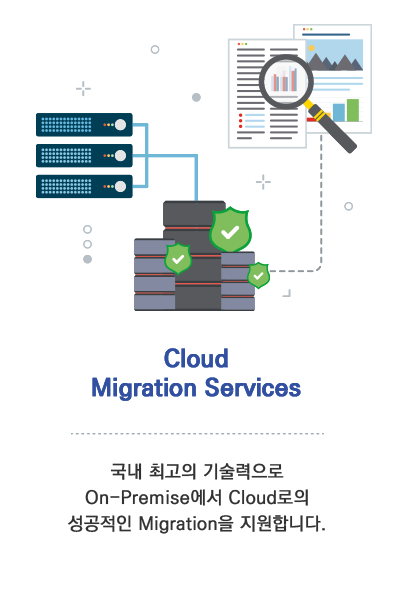 Cloud
Migration Services
국내 최고의 기술력으로
On-Premise에서 Cloud로의
성공적인 Migration을 지원합니다.